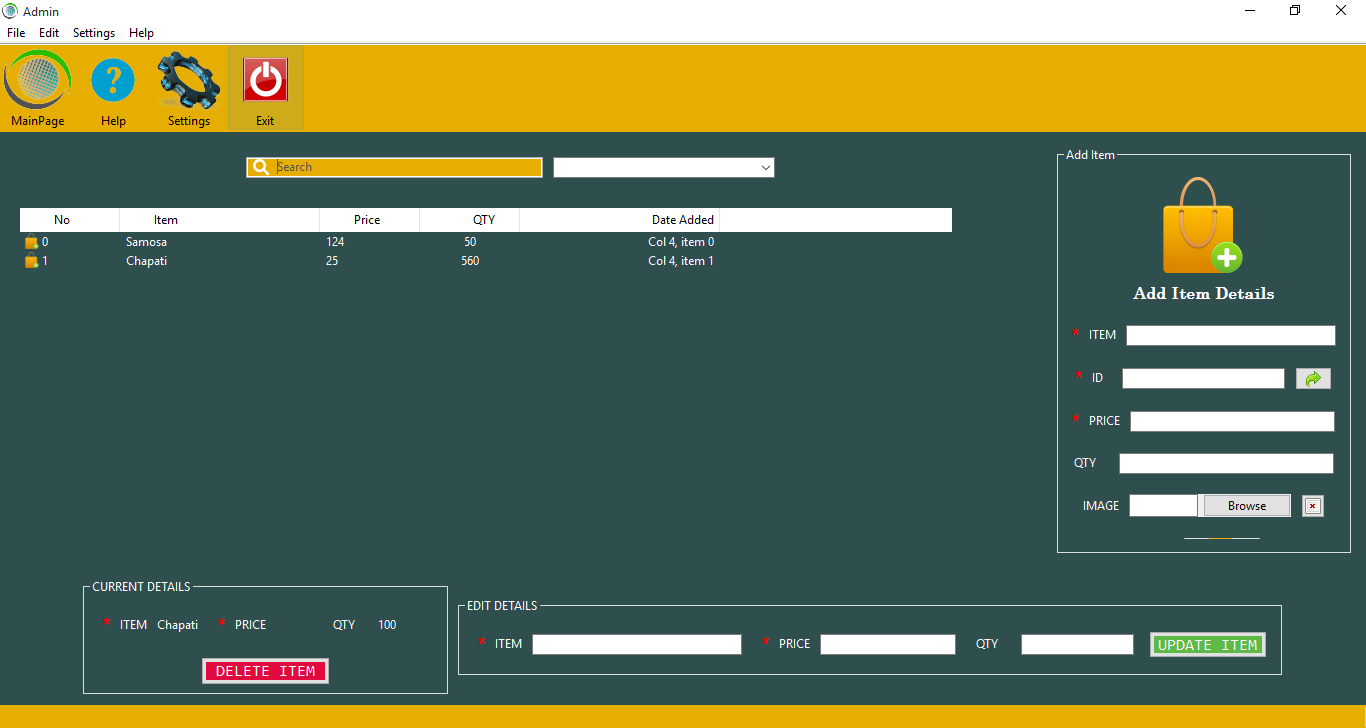 Admin
File Edit Settings Help
MainPage Help Settings Exit
Search
Add Item
No Item Price QTY Date Added
0 Samosa 124 50 Col 4, item 0
1 Chapati 25 560 Col 4, item 1
Add Item Details
* ITEM
* ID
* PRICE
QTY
IMAGE Browse
CURRENT DETAILS
* ITEM Chapati * PRICE QTY 100
DELETE ITEM
EDIT DETAILS
* ITEM * PRICE QTY UPDATE ITEM